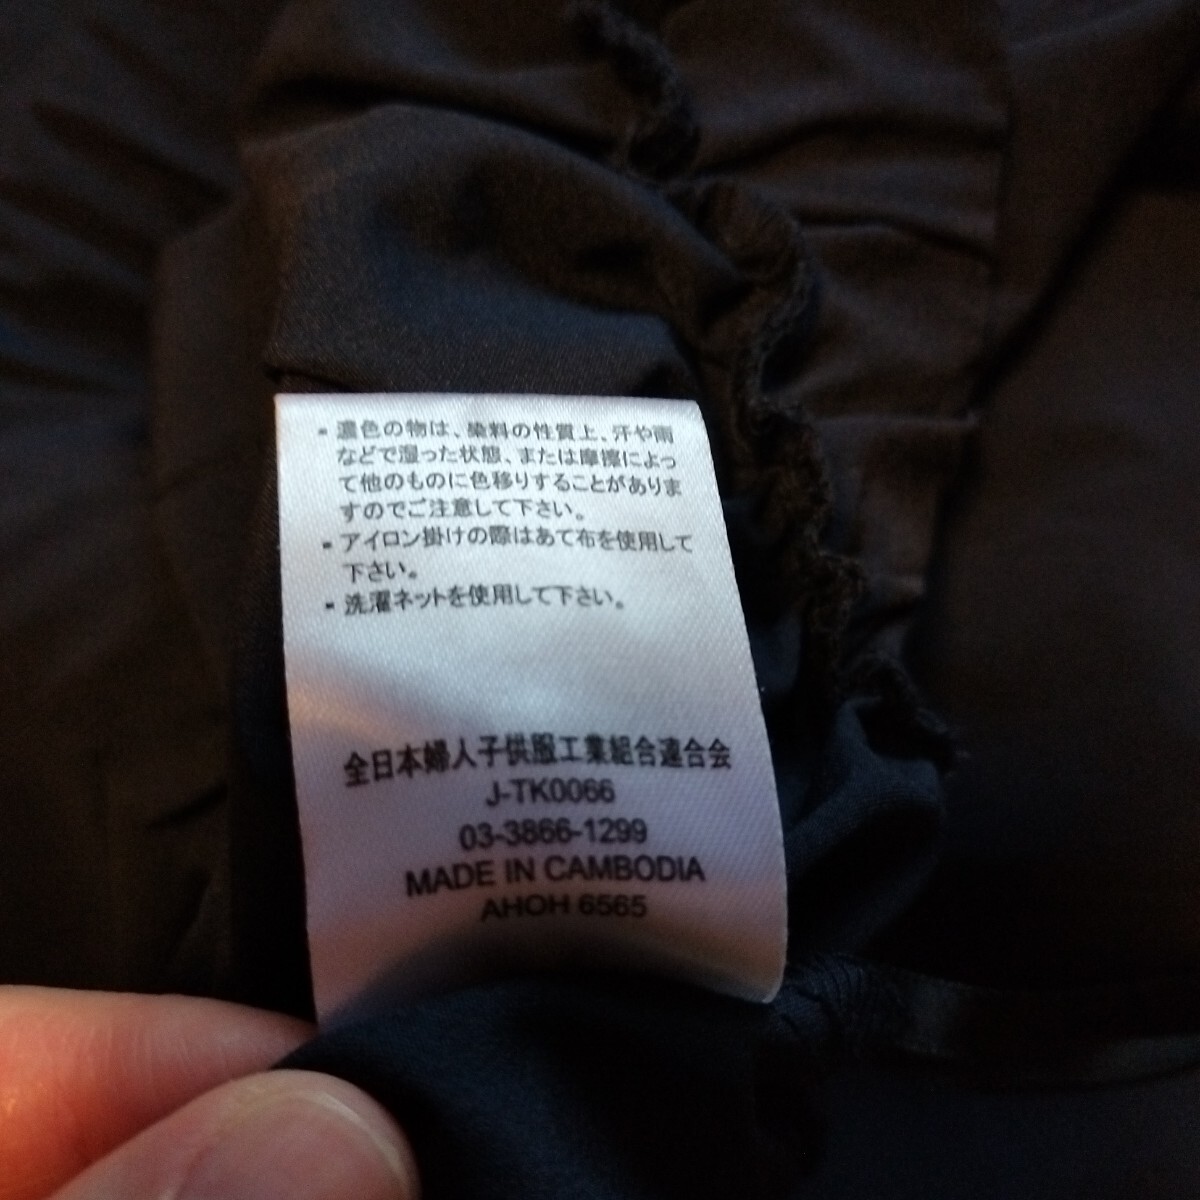 ▪ 濃色の物は、染料の性質上、汗や雨
などで湿った状態、または摩擦によっ
て他のものに色移りすることがありま
すのでご注意して下さい。
▪ アイロン掛けの際はあて布を使用して
下さい。
▪ 洗濯ネットを使用して下さい。
全日本婦人子供服工業組合連合会
J-TK0066
03-3866-1299
MADE IN CAMBODIA
AHOH 6565